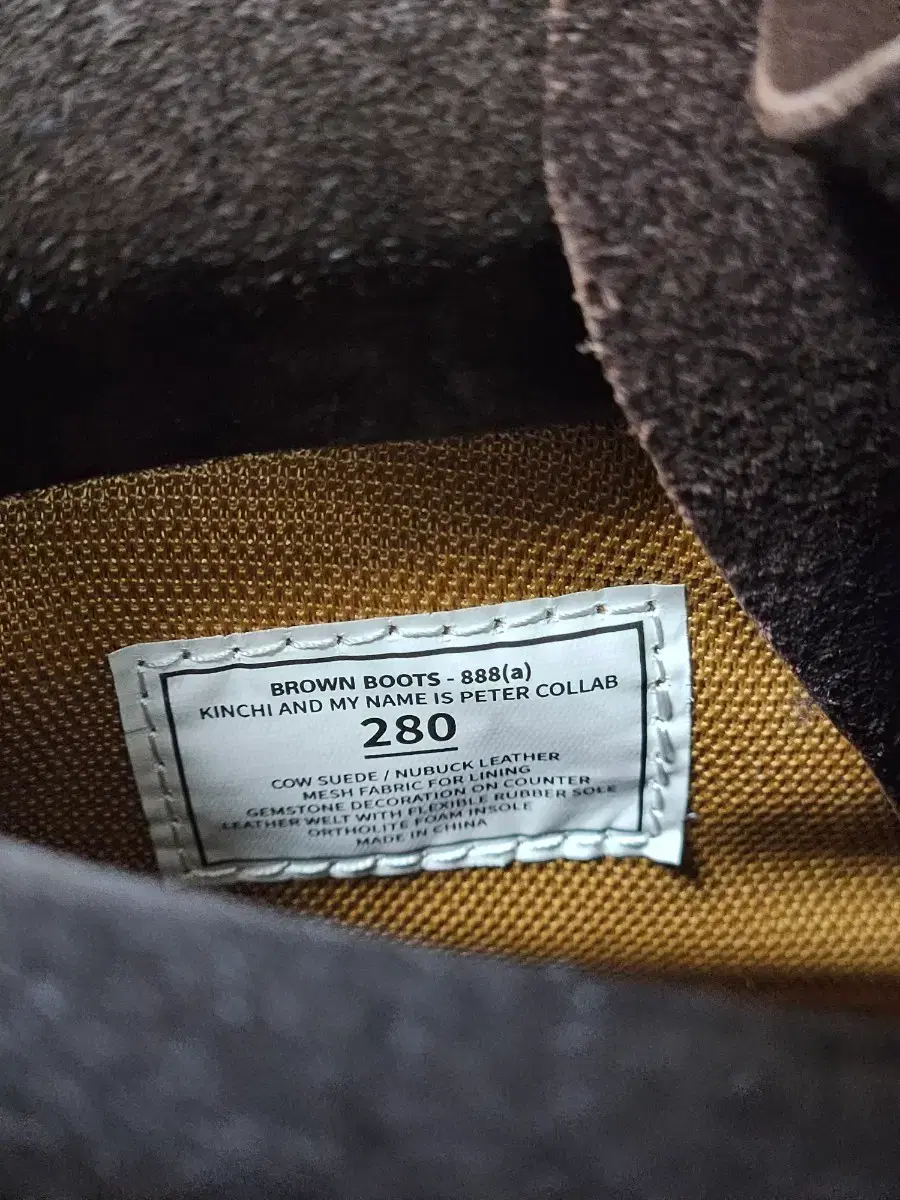 BROWN BOOTS - 888(a)
KINCHI AND MY NAME IS PETER COLLAB
280
COW SUEDE / NUBUCK LEATHER
MESH FABRIC FOR LINING
GEMSTONE DECORATION ON COUNTER
LEATHER WELT WITH FLEXIBLE RUBBER SOLE
ORTHOLITE FOAM INSOLE
MADE IN CHINA